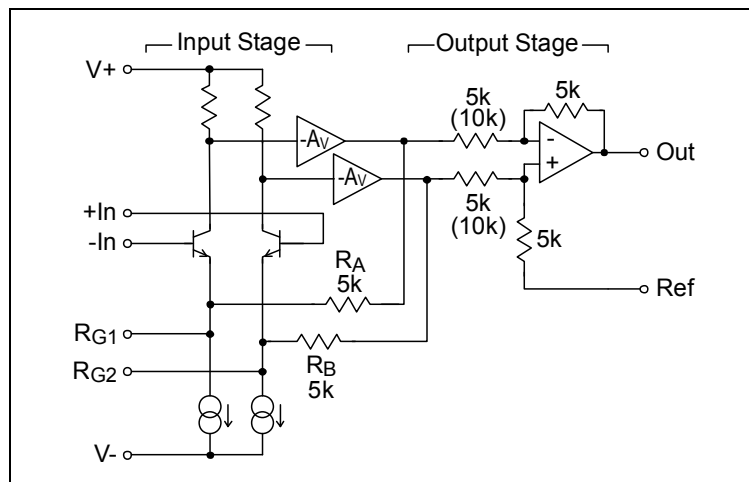 Input Stage
Output Stage
V+
5k
(10k)
5k
-AV
-
+
Out
-AV
5k
(10k)
+In
-In
5k
RA
5k
Ref
RG1
RB
5k
RG2
V-